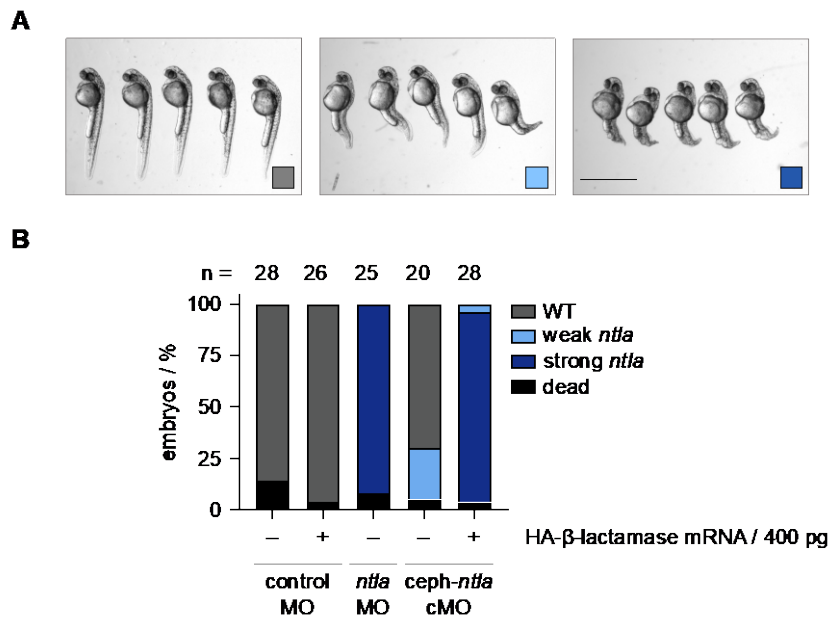 A
B
n = 28 26 25 20 28
100
75
50
25
0
embryos / %
WT
weak ntla
strong ntla
dead
– + – – + HA-β-lactamase mRNA / 400 pg
control ntla ceph-ntla
MO MO cMO